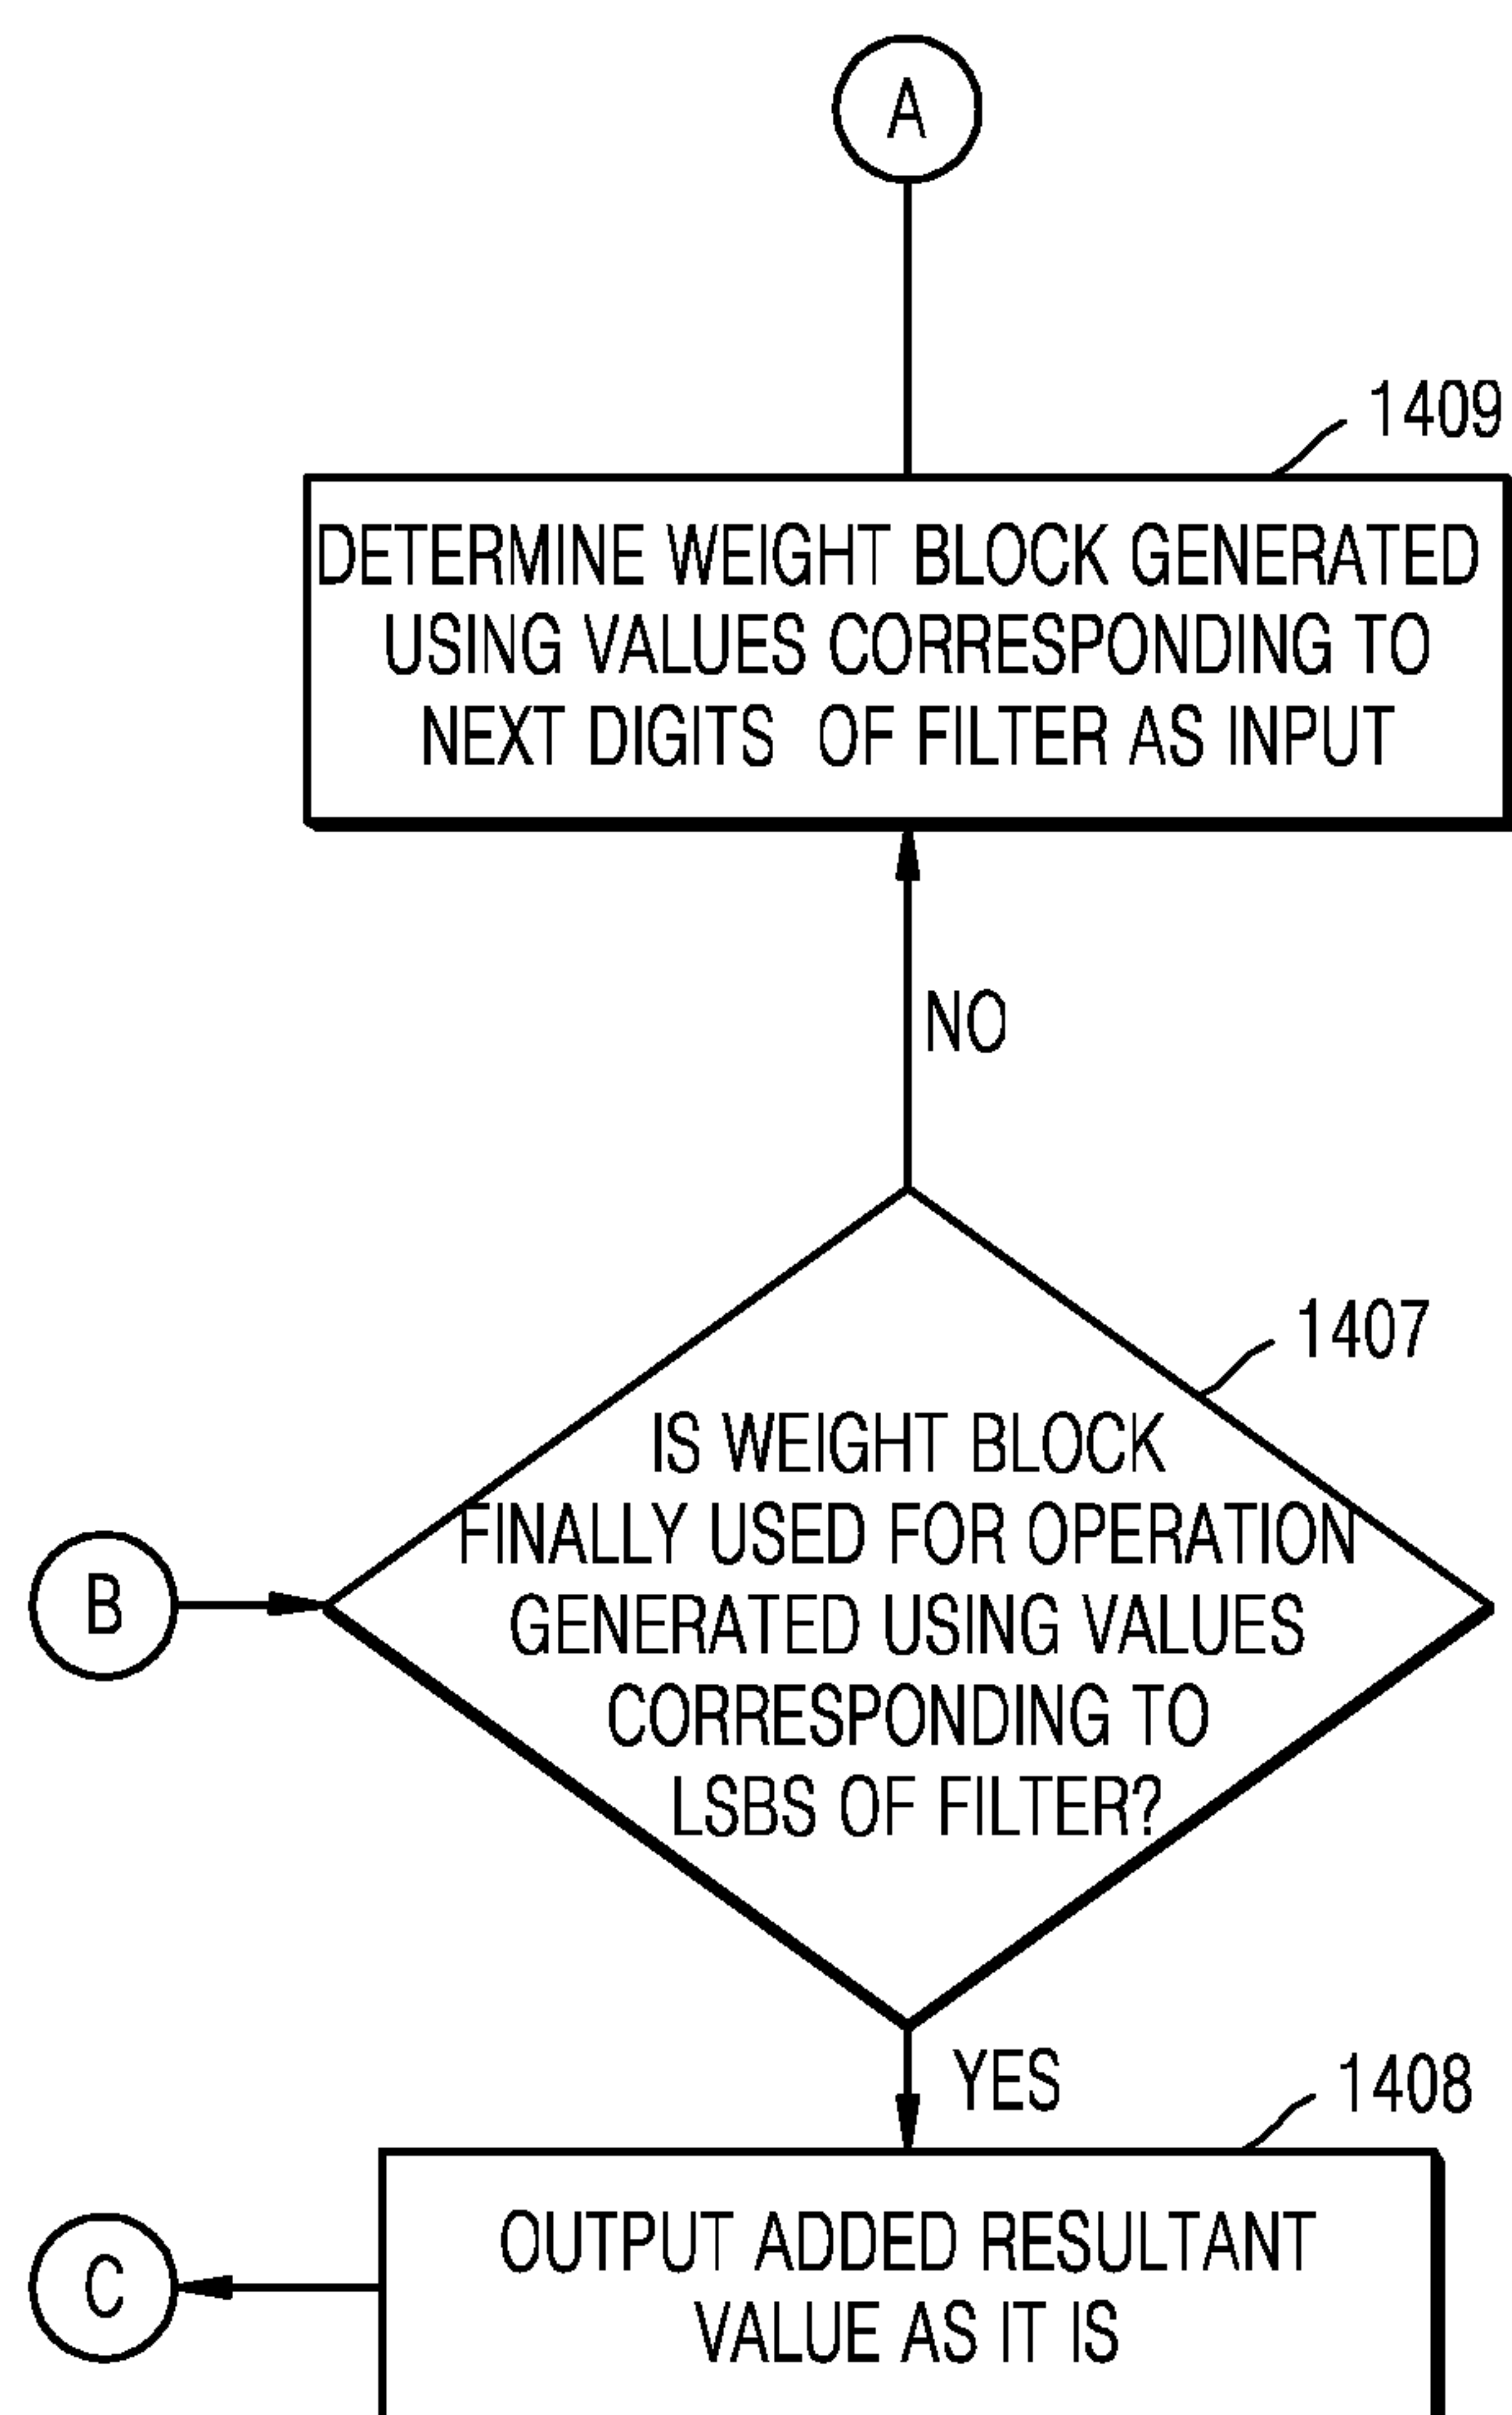 A
1409
DETERMINE WEIGHT BLOCK GENERATED
USING VALUES CORRESPONDING TO
NEXT DIGITS OF FILTER AS INPUT
NO
1407
IS WEIGHT BLOCK
FINALLY USED FOR OPERATION
GENERATED USING VALUES
CORRESPONDING TO
LSBS OF FILTER?
B
YES
1408
OUTPUT ADDED RESULTANT
VALUE AS IT IS
C